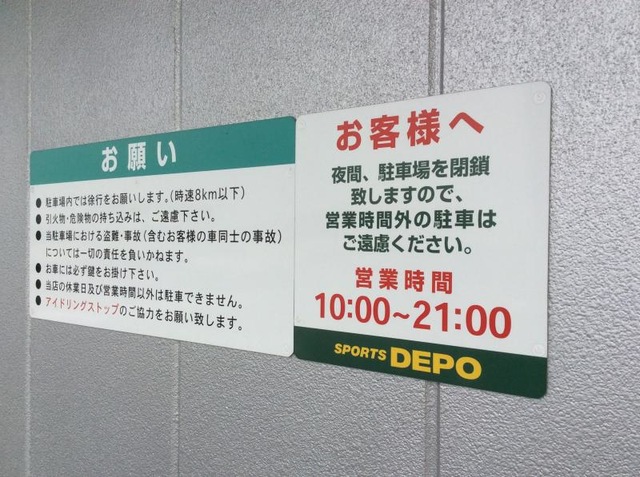 お願い
● 駐車場内では徐行をお願いします。(時速8km以下)
● 引火物・危険物の持ち込みは、ご遠慮下さい。
● 当駐車場における盗難・事故(含むお客様の車同士の事故)
については一切の責任を負いかねます。
● お車には必ず鍵をお掛け下さい。
● 当店の休業日及び営業時間以外は駐車できません。
● アイドリングストップのご協力をお願い致します。
お客様へ
夜間、駐車場を閉鎖
致しますので、
営業時間外の駐車は
ご遠慮ください。
営業時間
10:00~21:00
SPORTS DEPO